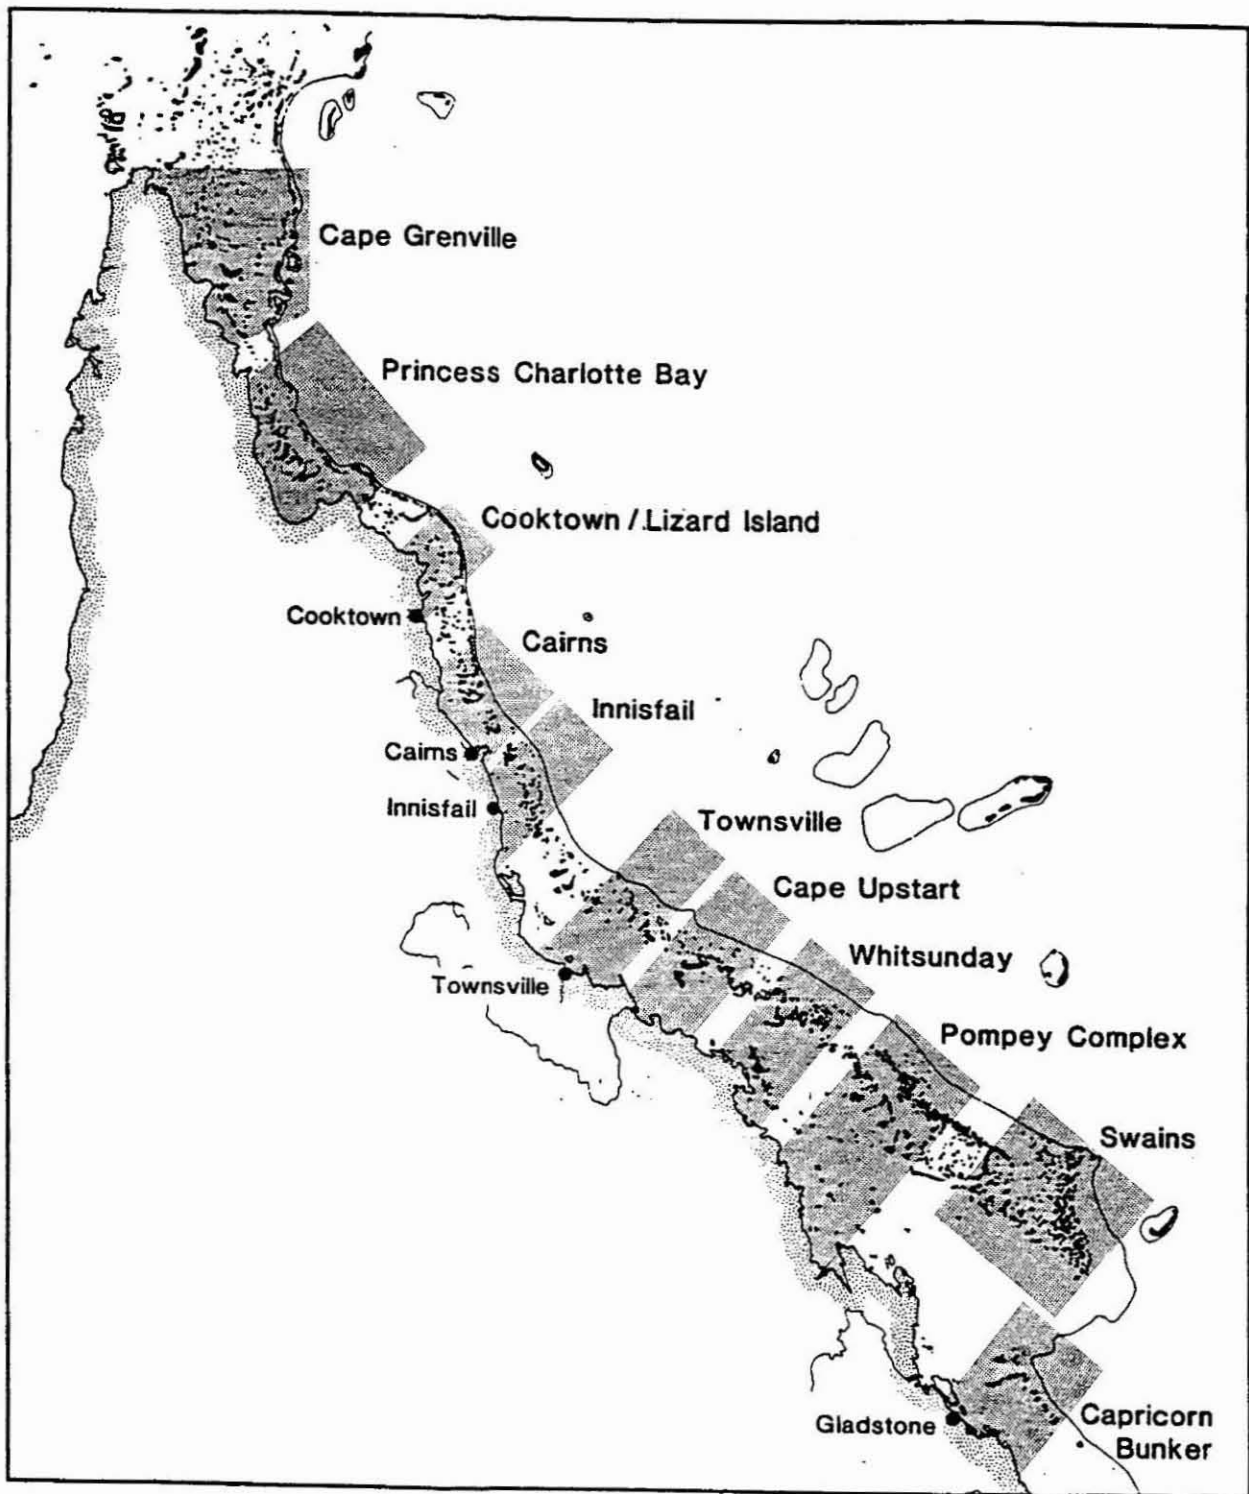 Cape Grenville
Princess Charlotte Bay
Cooktown / Lizard Island
Cooktown
Cairns
Innisfail
Cairns
Innisfail
Townsville
Cape Upstart
Whitsunday
Townsville
Pompey Complex
Swains
Capricorn
Bunker
Gladstone